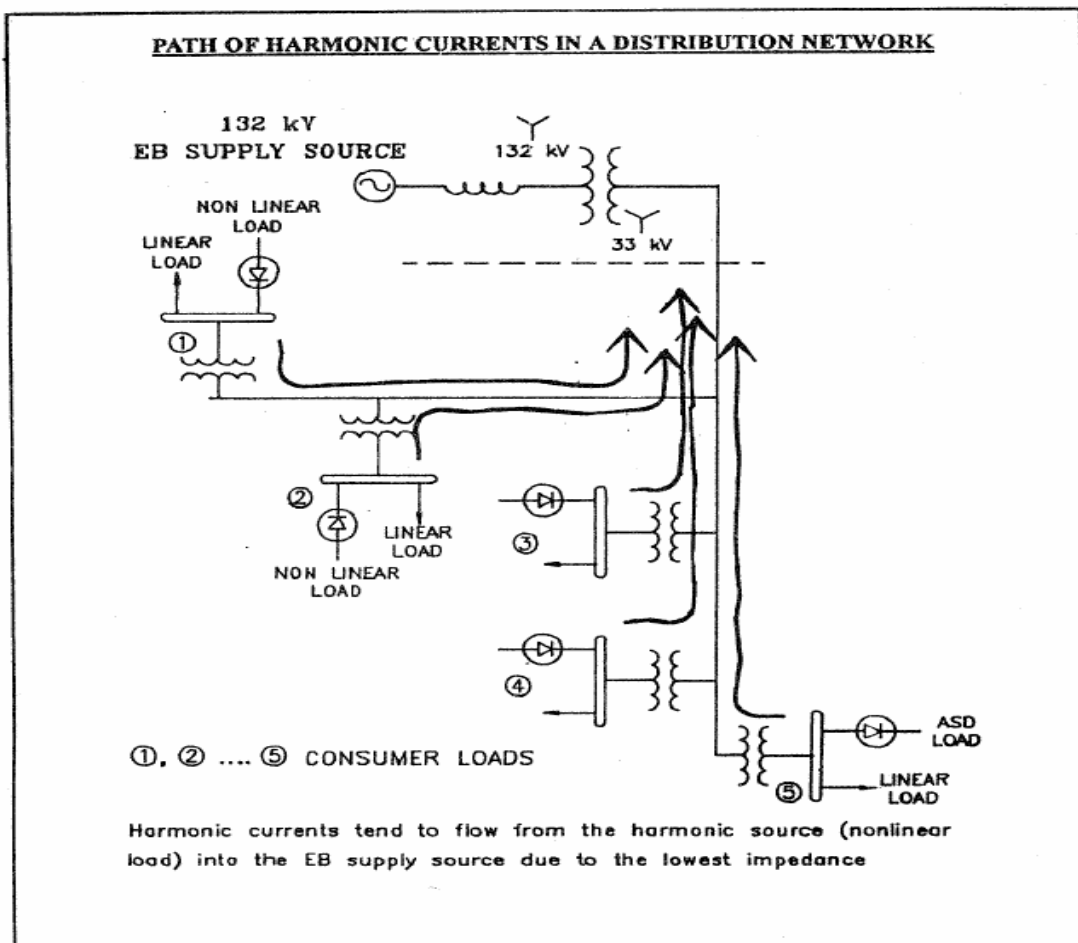 PATH OF HARMONIC CURRENTS IN A DISTRIBUTION NETWORK
132 kV
EB SUPPLY SOURCE
132 kV
33 kV
NON LINEAR
LOAD
LINEAR
LOAD
①
②
LINEAR
LOAD
NON LINEAR
LOAD
③
④
ASD
LOAD
LINEAR
LOAD
⑤
①, ② .... ⑤ CONSUMER LOADS
Harmonic currents tend to flow from the harmonic source (nonlinear
load) into the EB supply source due to the lowest impedance